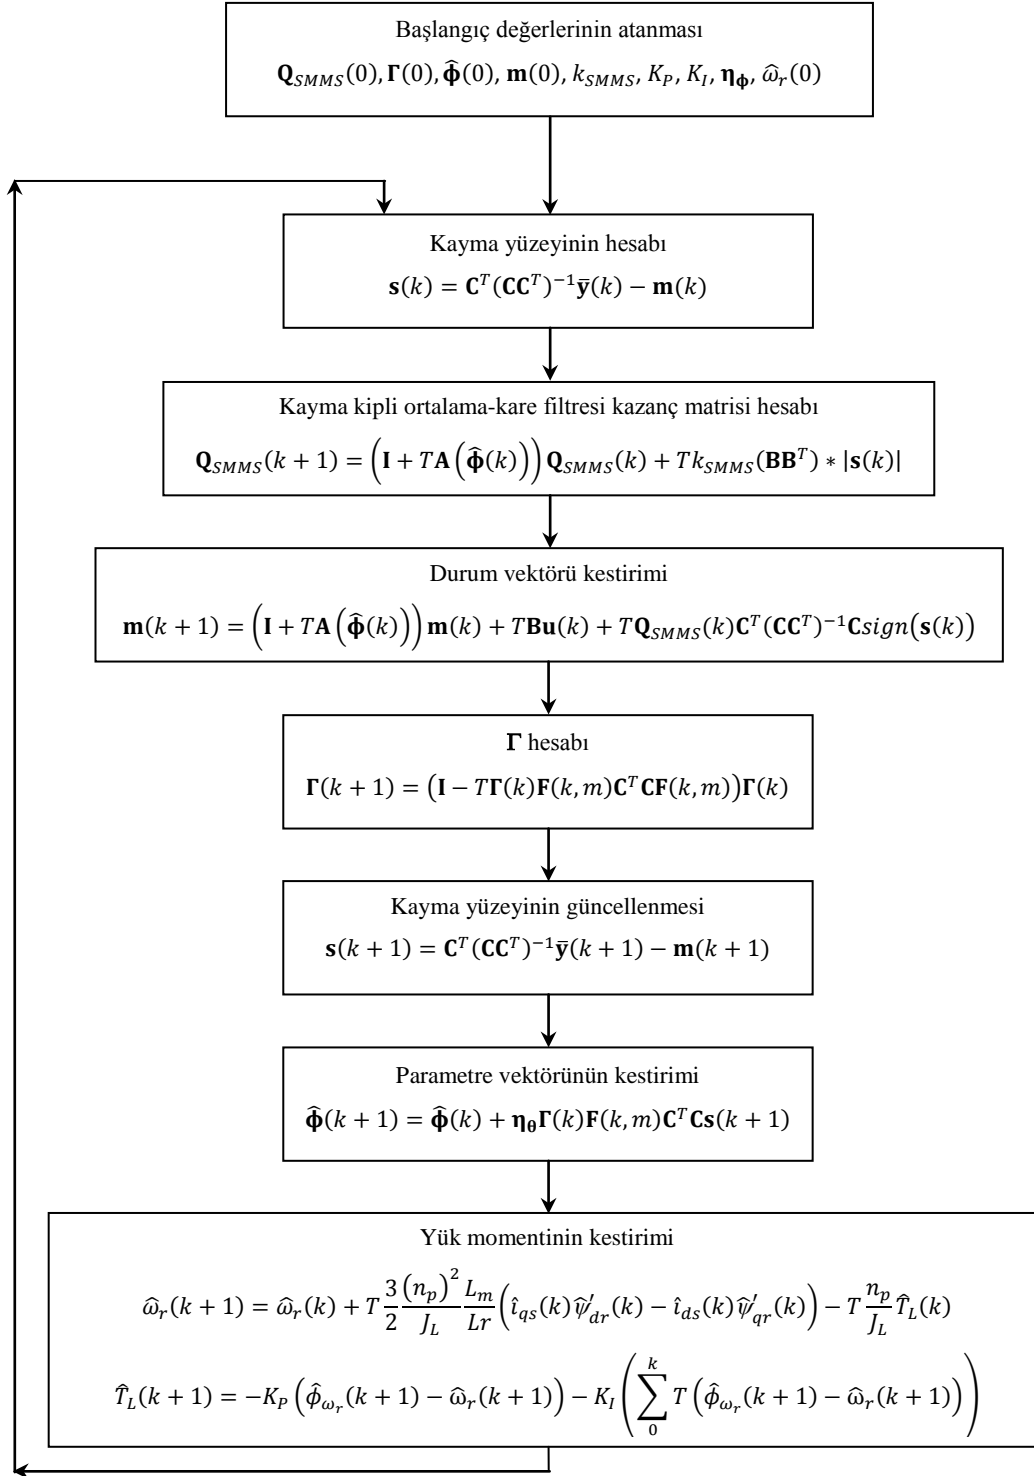 Başlangıç değerlerinin atanması
𝐐_SMMS(0), 𝚪(0), 𝛟̂(0), 𝐦(0), k_SMMS, K_P, K_I, 𝛈_𝛟, ω̂_r(0)
Kayma yüzeyinin hesabı
𝐬(k) = 𝐂^T(𝐂𝐂^T)^−1 𝐲̄(k) − 𝐦(k)
Kayma kipli ortalama-kare filtresi kazanç matrisi hesabı
𝐐_SMMS(k + 1) = (𝐈 + T𝐀(𝛟̂(k))) 𝐐_SMMS(k) + Tk_SMMS(𝐁𝐁^T) ∗ |𝐬(k)|
Durum vektörü kestirimi
𝐦(k + 1) = (𝐈 + T𝐀(𝛟̂(k))) 𝐦(k) + T𝐁𝐮(k) + T𝐐_SMMS(k)𝐂^T(𝐂𝐂^T)^−1 𝐂sign(𝐬(k))
𝚪 hesabı
𝚪(k + 1) = (𝐈 − T𝚪(k)𝐅(k, m)𝐂^T 𝐂𝐅(k, m))𝚪(k)
Kayma yüzeyinin güncellenmesi
𝐬(k + 1) = 𝐂^T(𝐂𝐂^T)^−1 𝐲̄(k + 1) − 𝐦(k + 1)
Parametre vektörünün kestirimi
𝛟̂(k + 1) = 𝛟̂(k) + 𝛈_𝛉 𝚪(k)𝐅(k, m)𝐂^T 𝐂𝐬(k + 1)
Yük momentinin kestirimi
ω̂_r(k + 1) = ω̂_r(k) + T 3/2 (n_p)^2/J_L L_m/Lr (î_qs(k)ψ̂′_dr(k) − î_ds(k)ψ̂′_qr(k)) − T n_p/J_L T̂_L(k)
T̂_L(k + 1) = −K_P (ϕ̂_ω_r(k + 1) − ω̂_r(k + 1)) − K_I (∑_0^k T (ϕ̂_ω_r(k + 1) − ω̂_r(k + 1)))